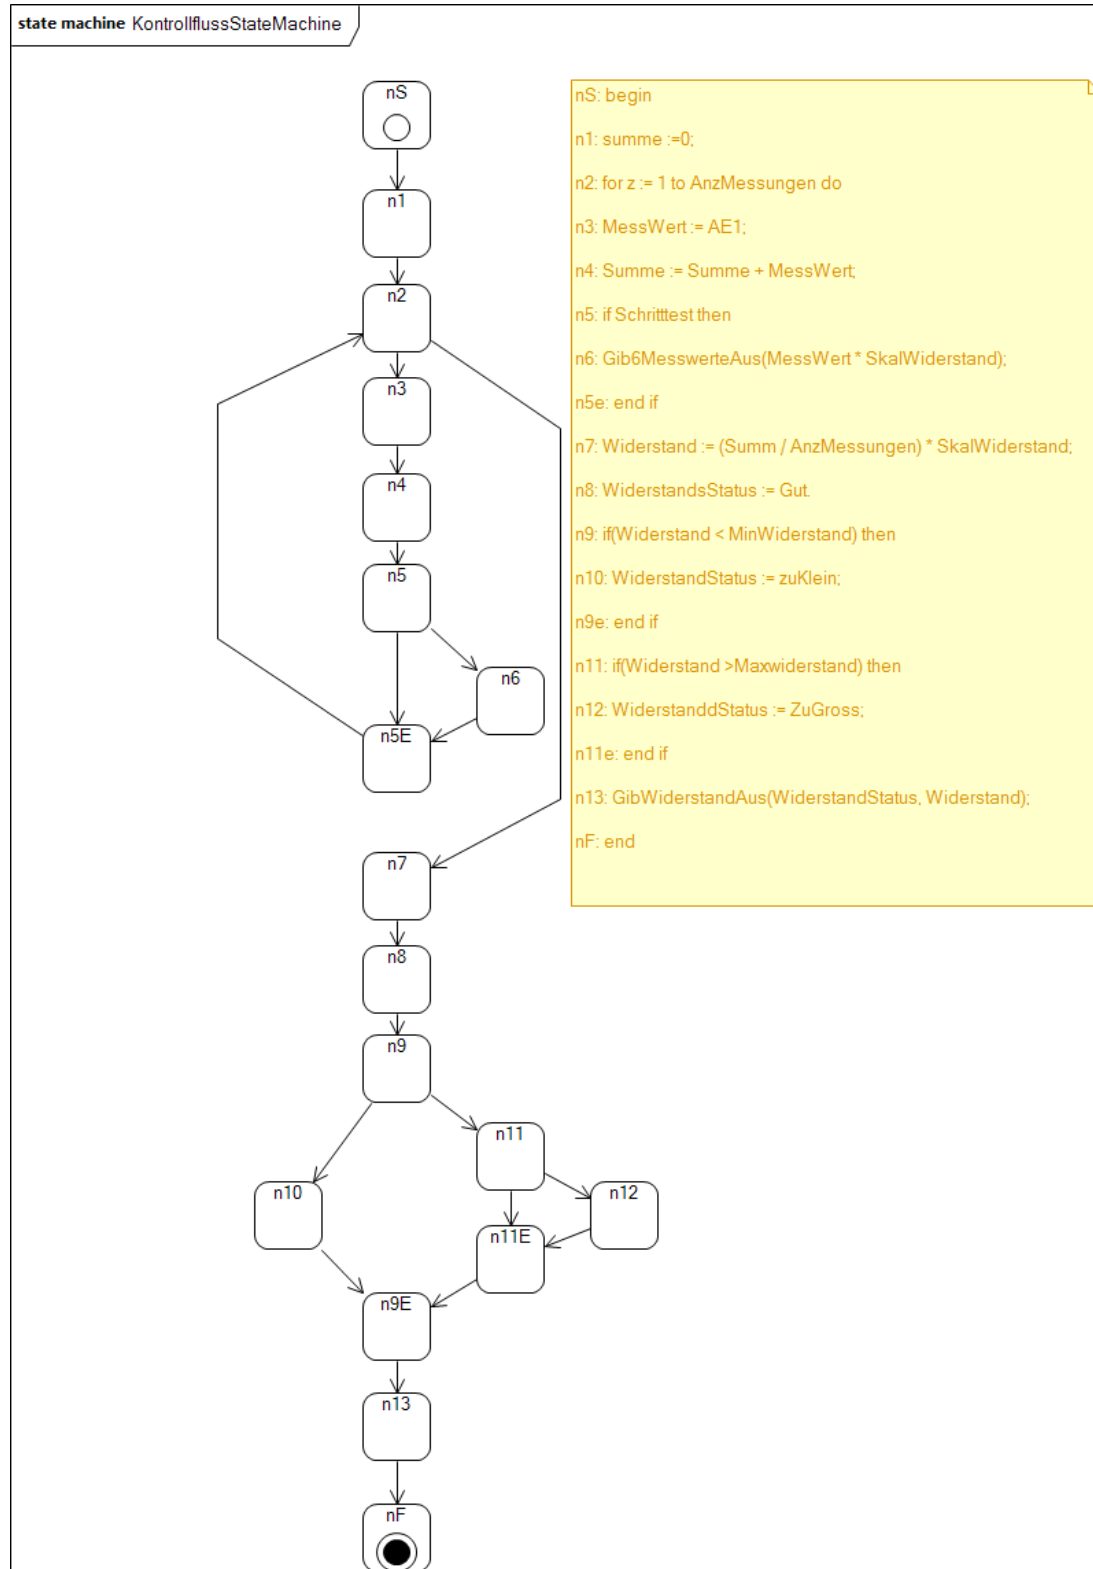 state machine KontrollflussStateMachine
nS
n1
n2
n3
n4
n5
n6
n5E
n7
n8
n9
n11
n10
n12
n11E
n9E
n13
nF
nS: begin
n1: summe :=0;
n2: for z := 1 to AnzMessungen do
n3: MessWert := AE1;
n4: Summe := Summe + MessWert;
n5: if Schritttest then
n6: Gib6MesswerteAus(MessWert * SkalWiderstand);
n5e: end if
n7: Widerstand := (Summ / AnzMessungen) * SkalWiderstand;
n8: WiderstandsStatus := Gut.
n9: if(Widerstand < MinWiderstand) then
n10: WiderstandStatus := zuKlein;
n9e: end if
n11: if(Widerstand >Maxwiderstand) then
n12: WiderstanddStatus := ZuGross;
n11e: end if
n13: GibWiderstandAus(WiderstandStatus, Widerstand);
nF: end